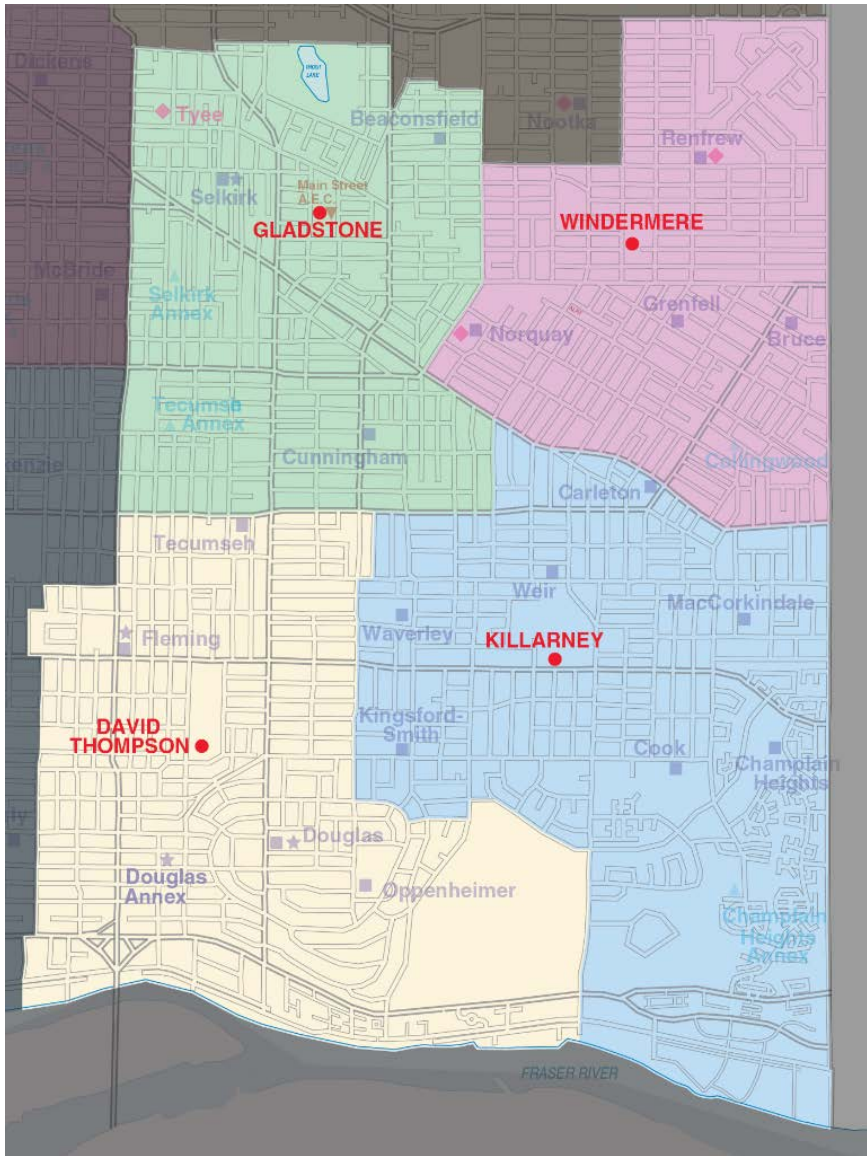 Dickens
TROUT
LAKE
Tyee
Beaconsfield
Nootka
Renfrew
Selkirk
Main Street
A.E.C.
GLADSTONE
WINDERMERE
McBride
Selkirk
Annex
Grenfell
Norquay
Bruce
Tecumseh
Annex
Cunningham
Collingwood
Carleton
Tecumseh
Weir
MacCorkindale
Fleming
Waverley
KILLARNEY
DAVID
THOMPSON
Kingsford-
Smith
Cook
Champlain
Heights
Douglas
Douglas
Annex
Oppenheimer
Champlain
Heights
Annex
FRASER RIVER